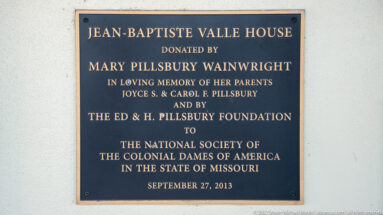 JEAN-BAPTISTE VALLE HOUSE
DONATED BY
MARY PILLSBURY WAINWRIGHT
IN LOVING MEMORY OF HER PARENTS
JOYCE S. & CAROL F. PILLSBURY
AND BY
THE ED & H. PILLSBURY FOUNDATION
TO
THE NATIONAL SOCIETY OF
THE COLONIAL DAMES OF AMERICA
IN THE STATE OF MISSOURI
SEPTEMBER 27, 2013